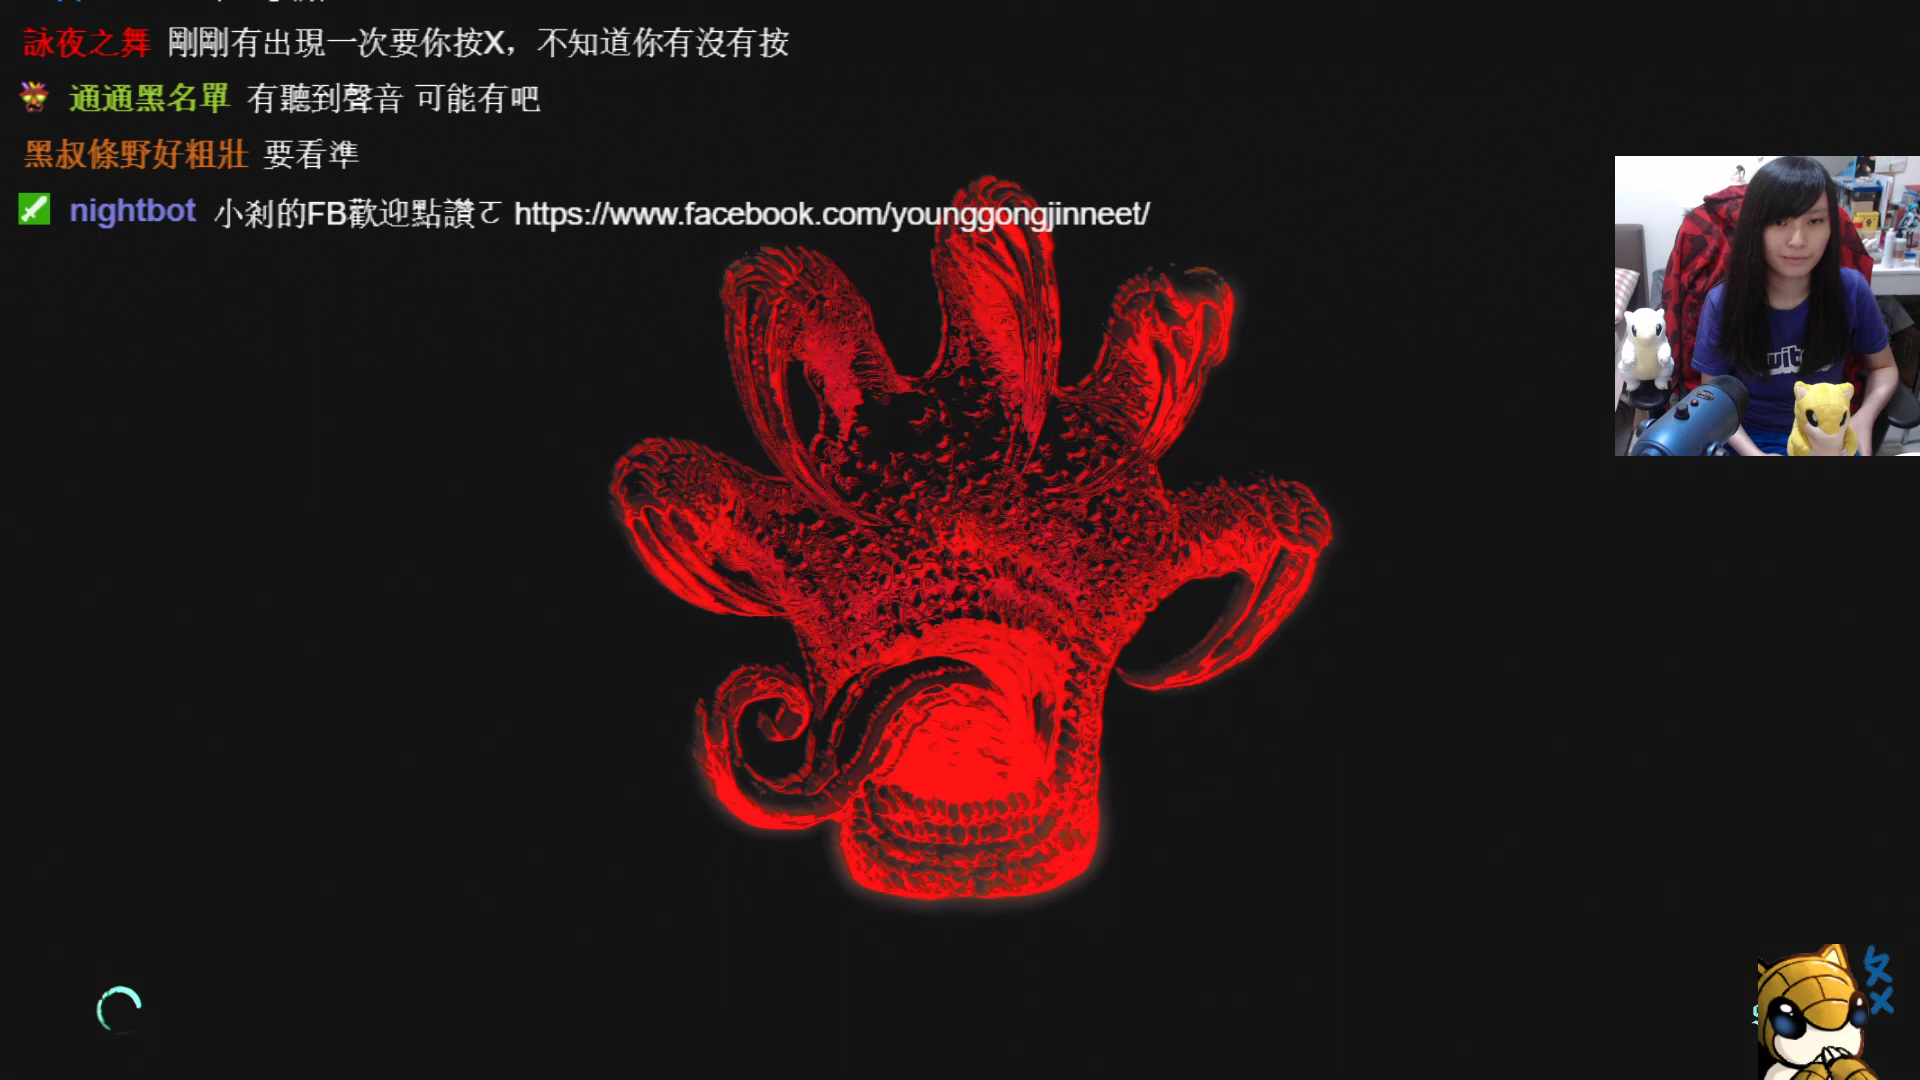 詠夜之舞 剛剛有出現一次要你按X，不知道你有沒有按
通通黑名單 有聽到聲音 可能有吧
黑叔條野好粗壯 要看準
nightbot 小剎的FB歡迎點讚ㄛ https://www.facebook.com/younggongjinneet/
ㄆㄨ